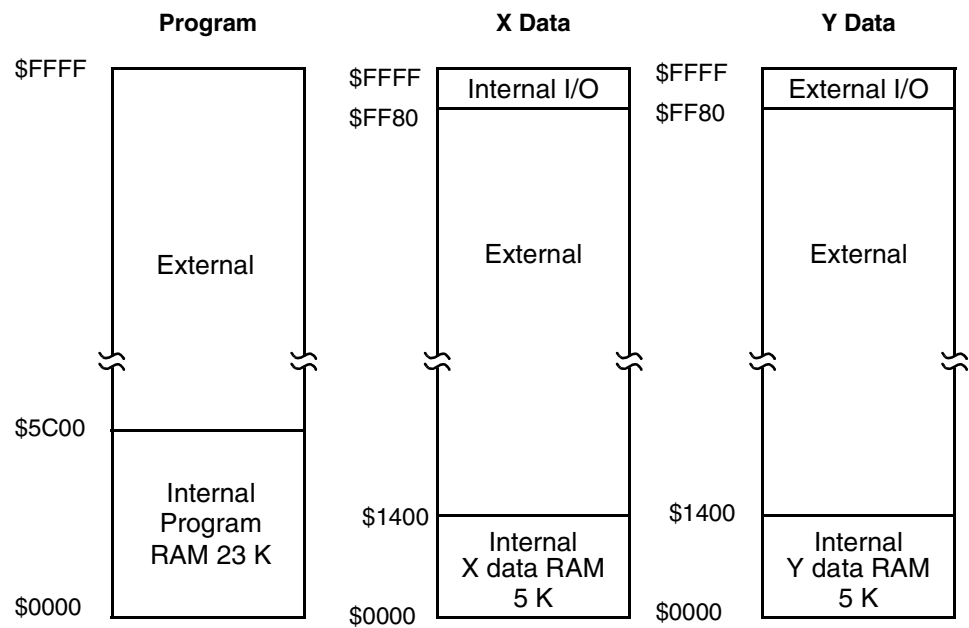 Program
$FFFF
External
$5C00
Internal
Program
RAM 23 K
$0000
X Data
$FFFF
Internal I/O
$FF80
External
$1400
Internal
X data RAM
5 K
$0000
Y Data
$FFFF
External I/O
$FF80
External
$1400
Internal
Y data RAM
5 K
$0000